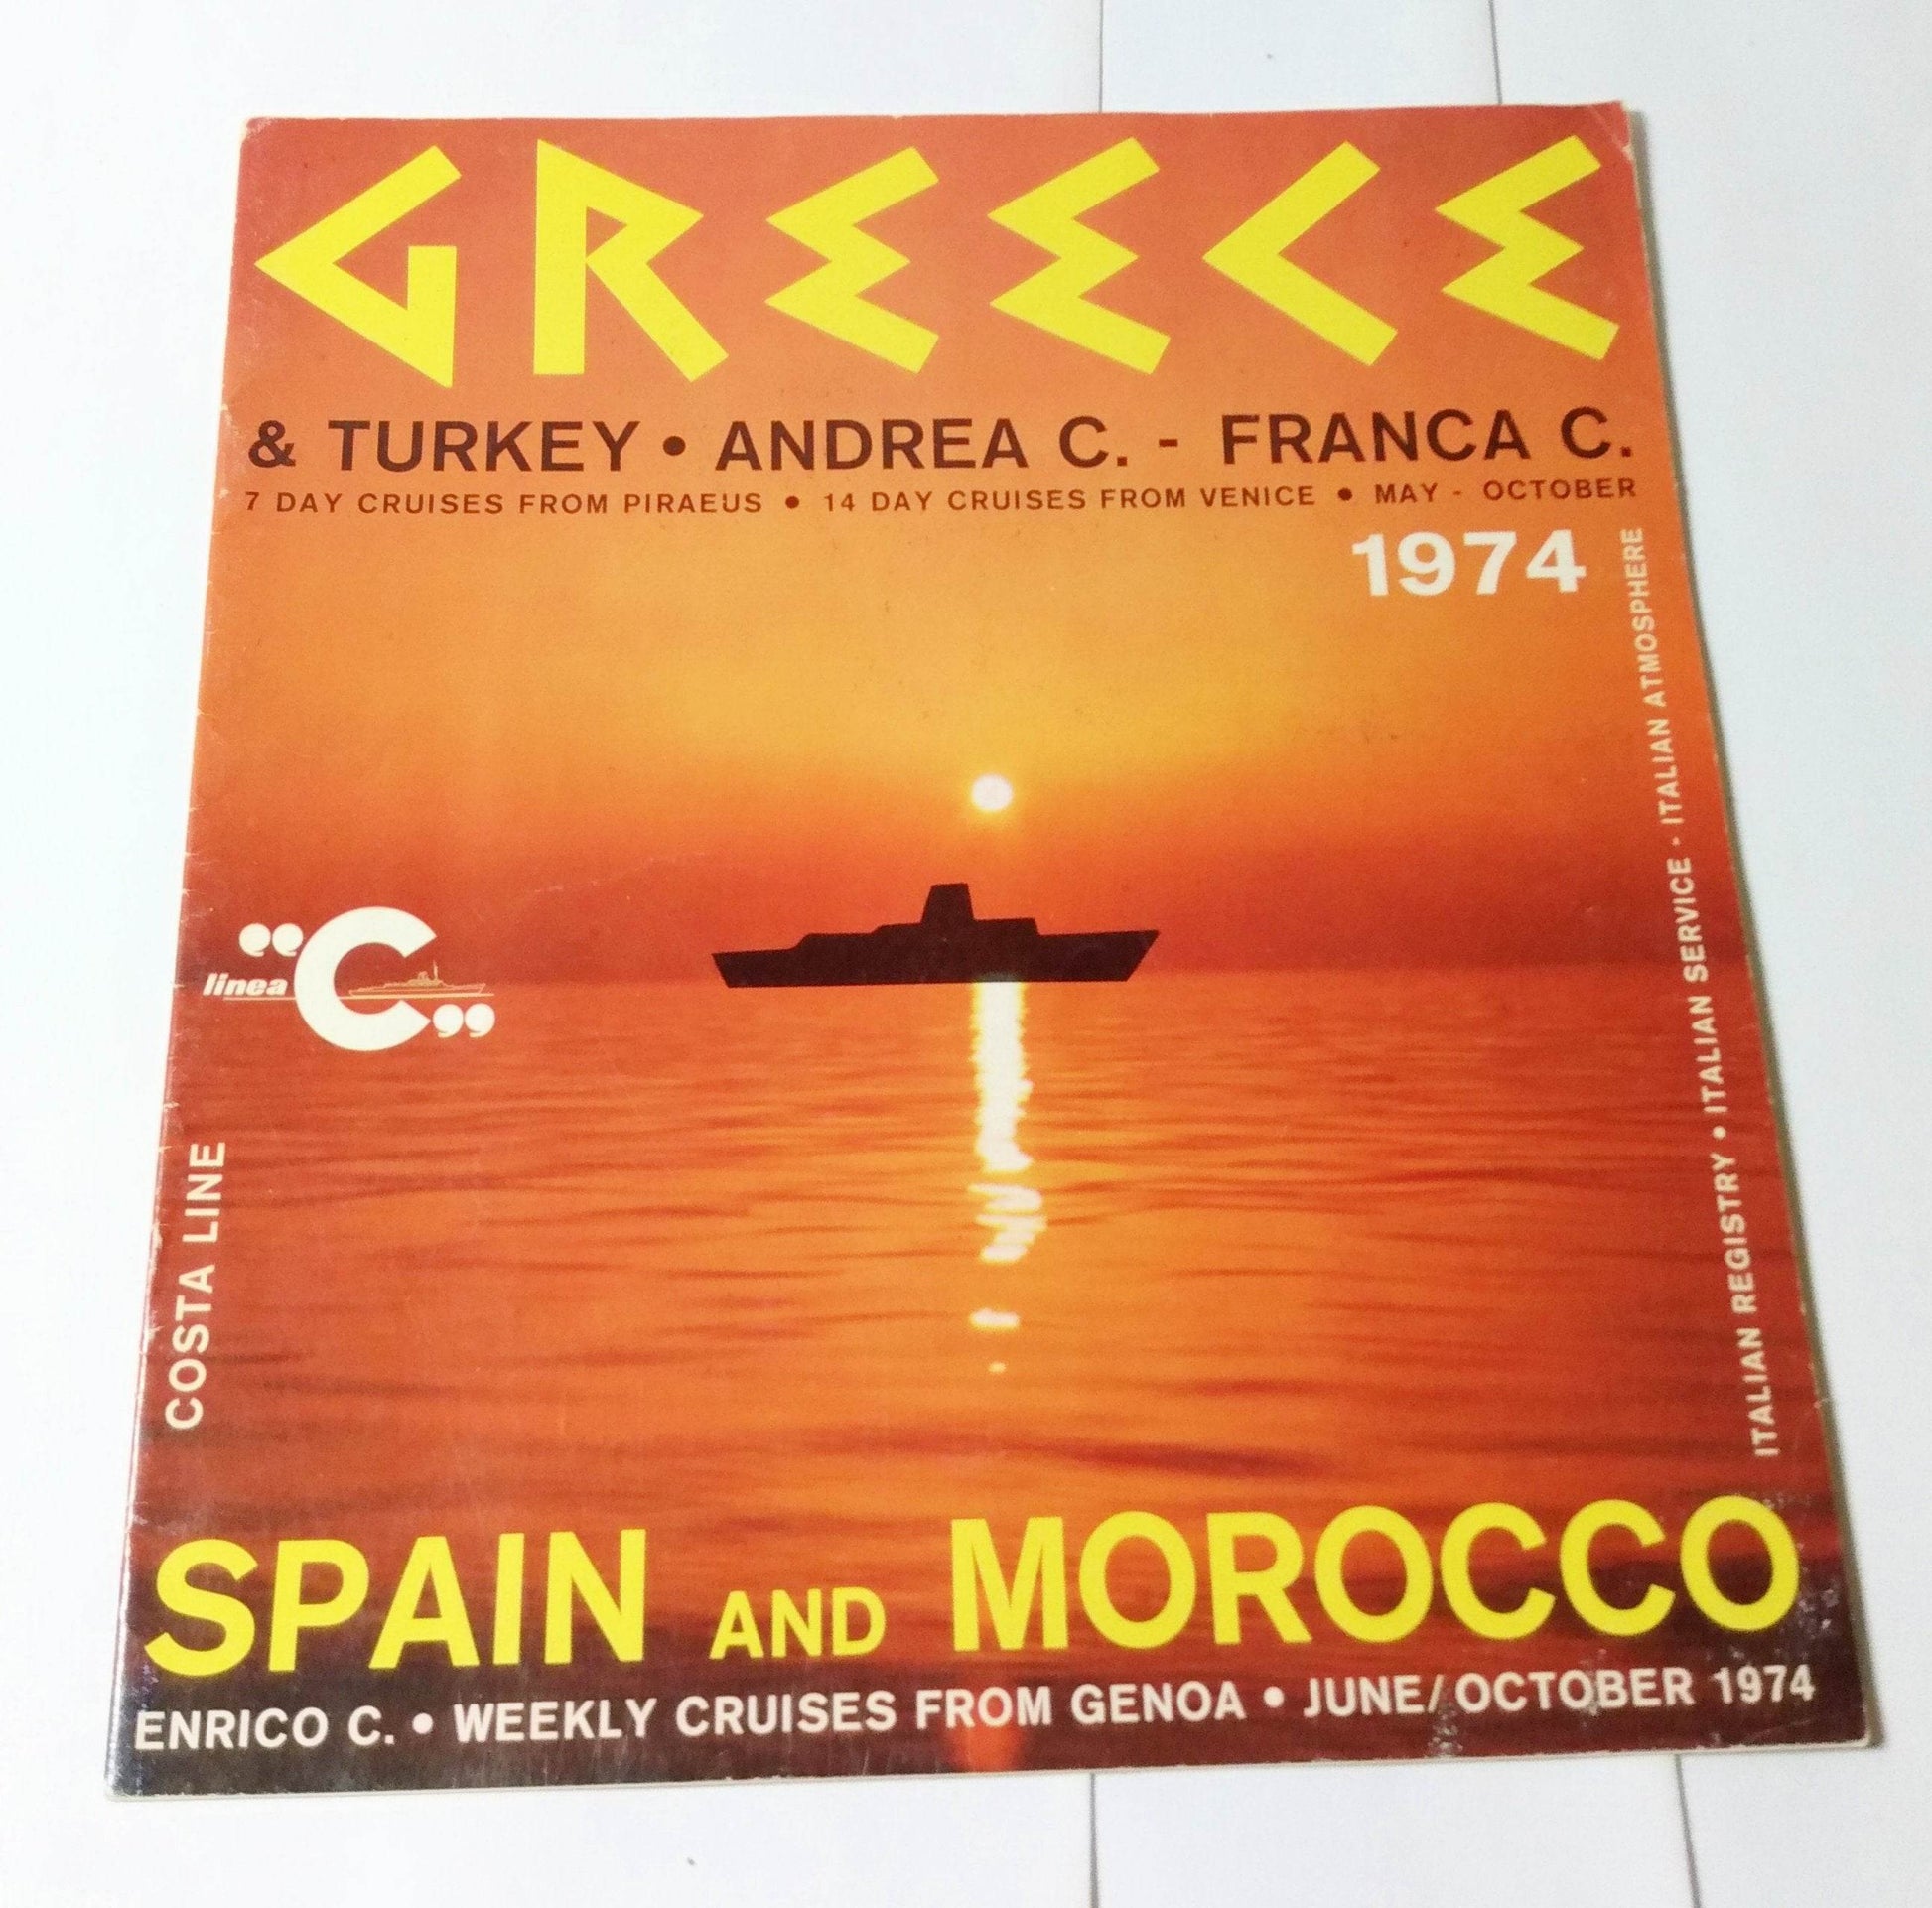 GREECE
& TURKEY • ANDREA C. - FRANCA C.
7 DAY CRUISES FROM PIRAEUS • 14 DAY CRUISES FROM VENICE • MAY - OCTOBER
1974
ITALIAN REGISTRY • ITALIAN SERVICE - ITALIAN ATMOSPHERE
linea "C"
COSTA LINE
SPAIN AND MOROCCO
ENRICO C. • WEEKLY CRUISES FROM GENOA • JUNE/OCTOBER 1974